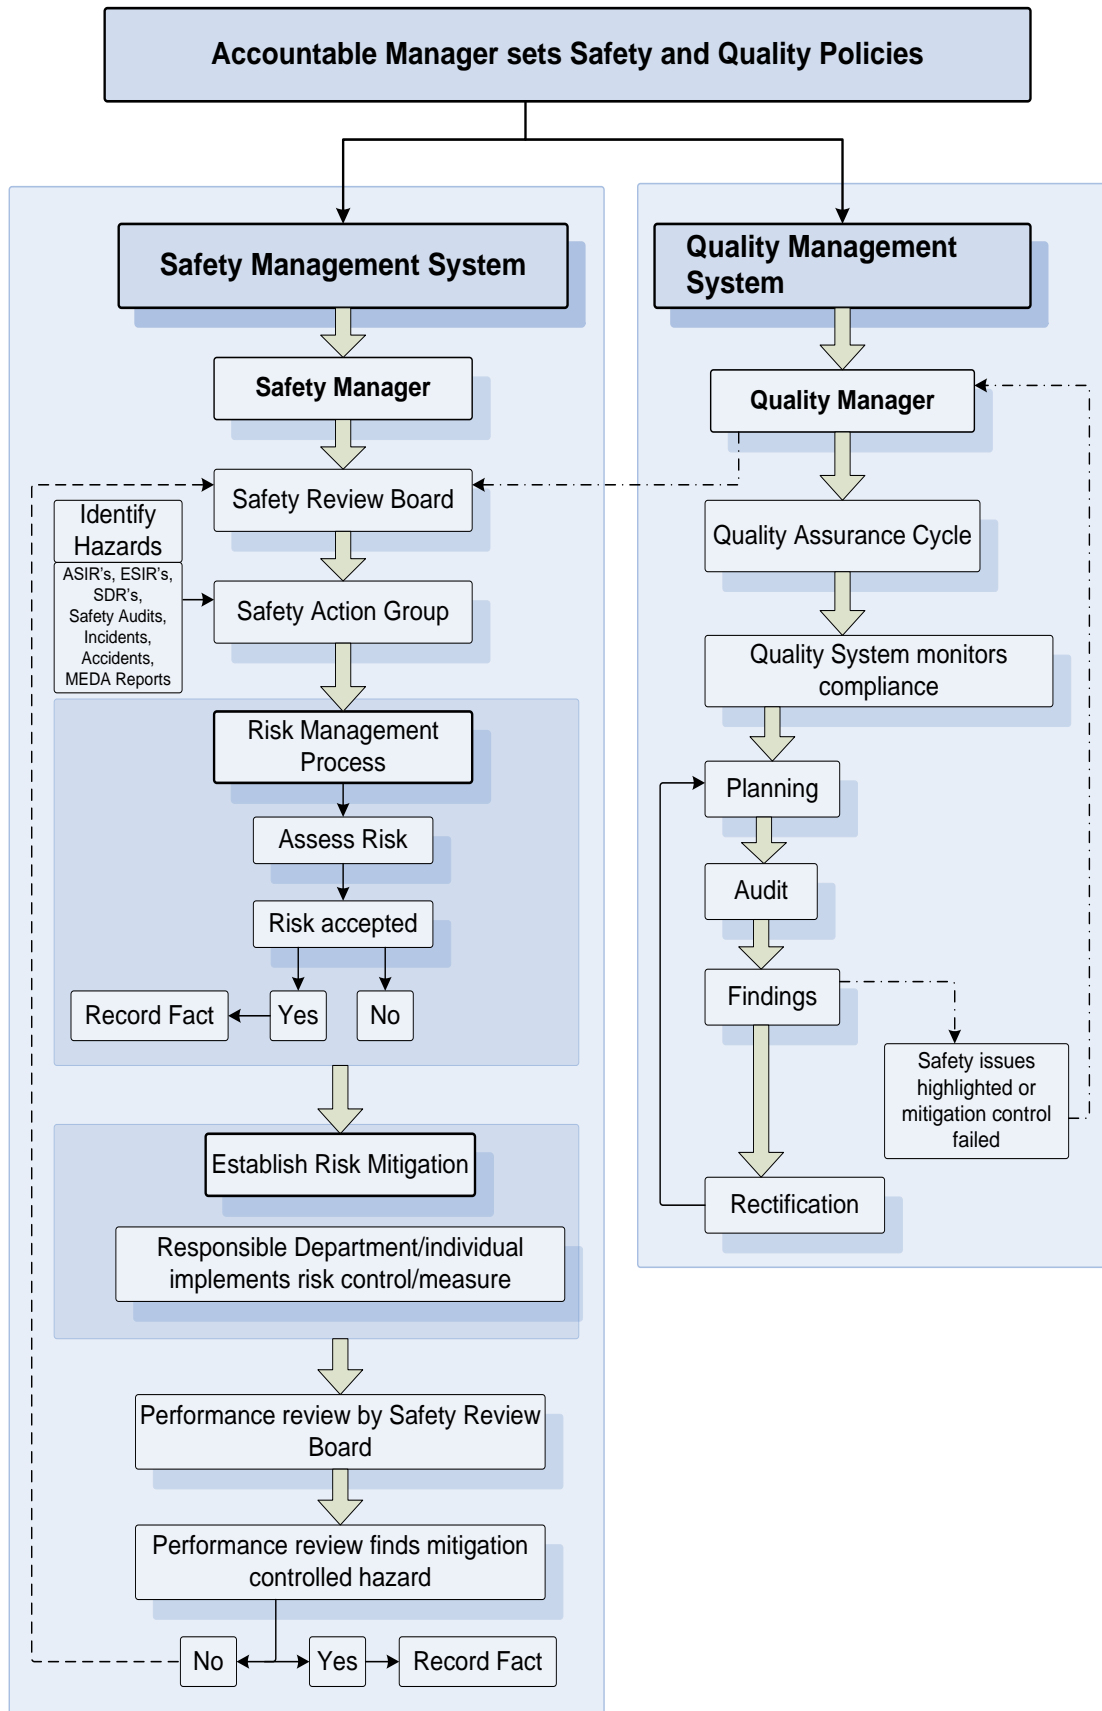 Accountable Manager sets Safety and Quality Policies
Safety Management System
Safety Manager
Safety Review Board
Identify
Hazards
ASIR's, ESIR's,
SDR's,
Safety Audits,
Incidents,
Accidents,
MEDA Reports
Safety Action Group
Risk Management
Process
Assess Risk
Risk accepted
Record Fact
Yes
No
Establish Risk Mitigation
Responsible Department/individual
implements risk control/measure
Performance review by Safety Review
Board
Performance review finds mitigation
controlled hazard
No
Yes
Record Fact
Quality Management
System
Quality Manager
Quality Assurance Cycle
Quality System monitors
compliance
Planning
Audit
Findings
Safety issues
highlighted or
mitigation control
failed
Rectification